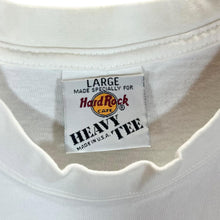 LARGE
MADE SPECIALLY FOR
Hard Rock
CAFE
HEAVY
MADE IN U.S.A.
TEE